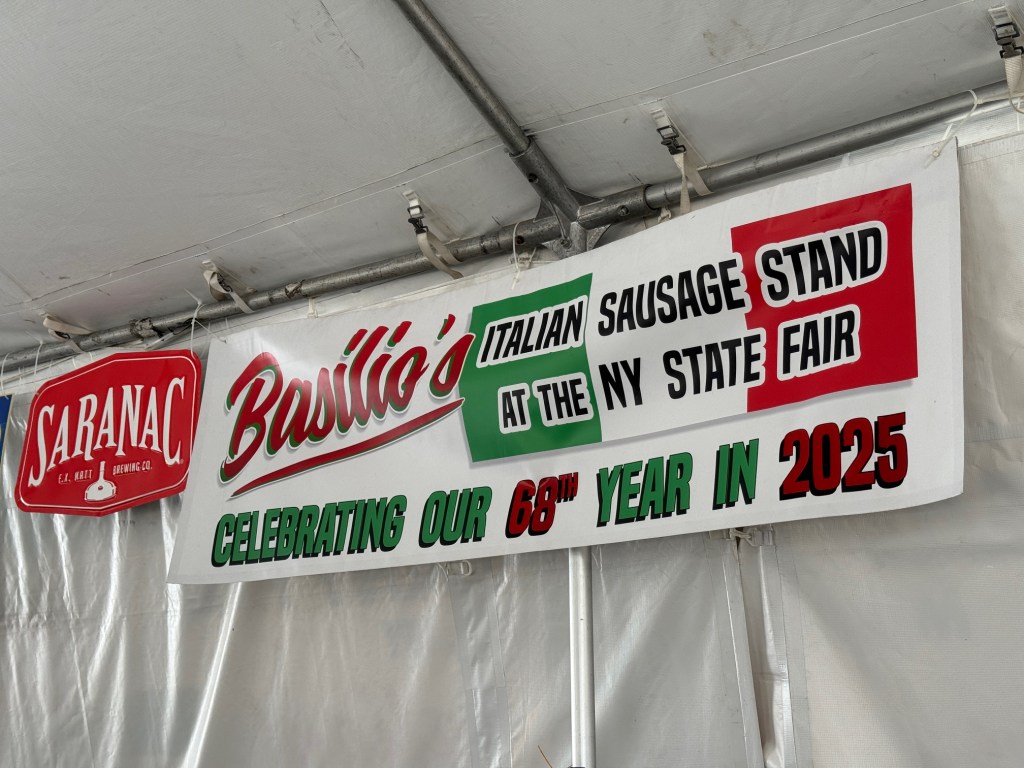 SARANAC
F.X. MATT BREWING CO.
Basilio's
ITALIAN SAUSAGE STAND
AT THE NY STATE FAIR
CELEBRATING OUR 68TH YEAR IN 2025